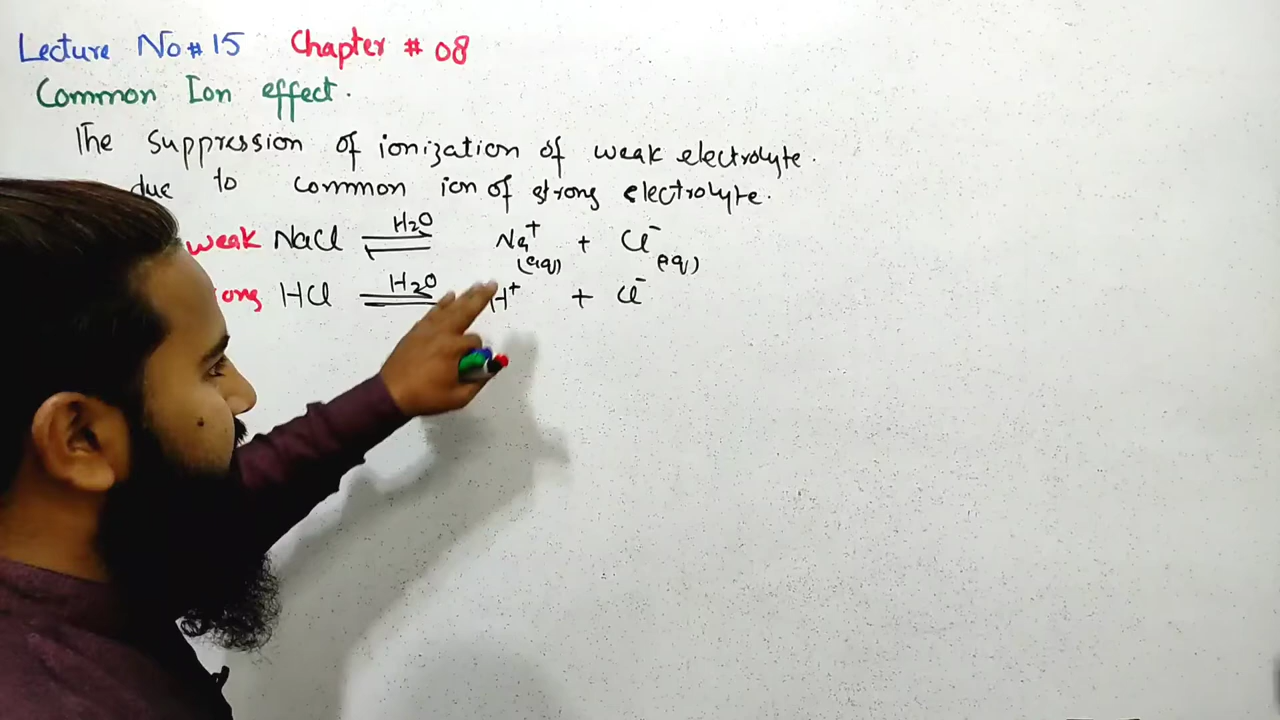 Lecture No # 15 Chapter # 08
Common Ion effect.
The suppression of ionization of weak electrolyte.
due to common ion of strong electrolyte.
weak NaCl ⇌ H₂O Na⁺(aq) + Cl⁻(aq)
ong HCl ⇌ H₂O H⁺ + Cl⁻